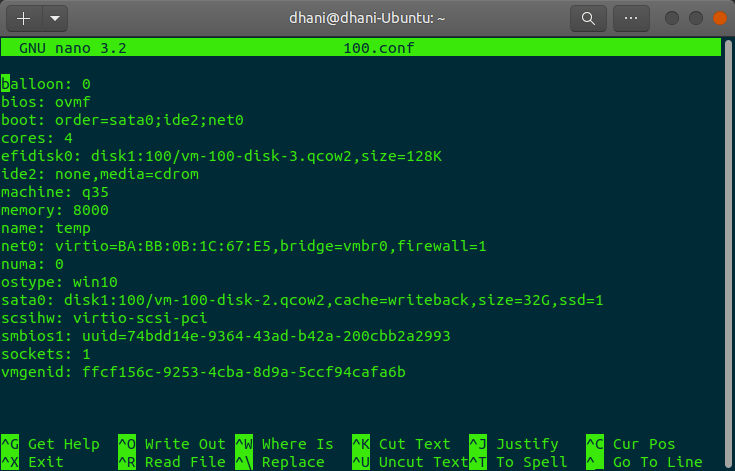 dhani@dhani-Ubuntu: ~
GNU nano 3.2 100.conf
balloon: 0
bios: ovmf
boot: order=sata0;ide2;net0
cores: 4
efidisk0: disk1:100/vm-100-disk-3.qcow2,size=128K
ide2: none,media=cdrom
machine: q35
memory: 8000
name: temp
net0: virtio=BA:BB:0B:1C:67:E5,bridge=vmbr0,firewall=1
numa: 0
ostype: win10
sata0: disk1:100/vm-100-disk-2.qcow2,cache=writeback,size=32G,ssd=1
scsihw: virtio-scsi-pci
smbios1: uuid=74bdd14e-9364-43ad-b42a-200cbb2a2993
sockets: 1
vmgenid: ffcf156c-9253-4cba-8d9a-5ccf94cafa6b
^G Get Help ^O Write Out ^W Where Is ^K Cut Text ^J Justify ^C Cur Pos
^X Exit ^R Read File ^\ Replace ^U Uncut Text ^T To Spell ^_ Go To Line